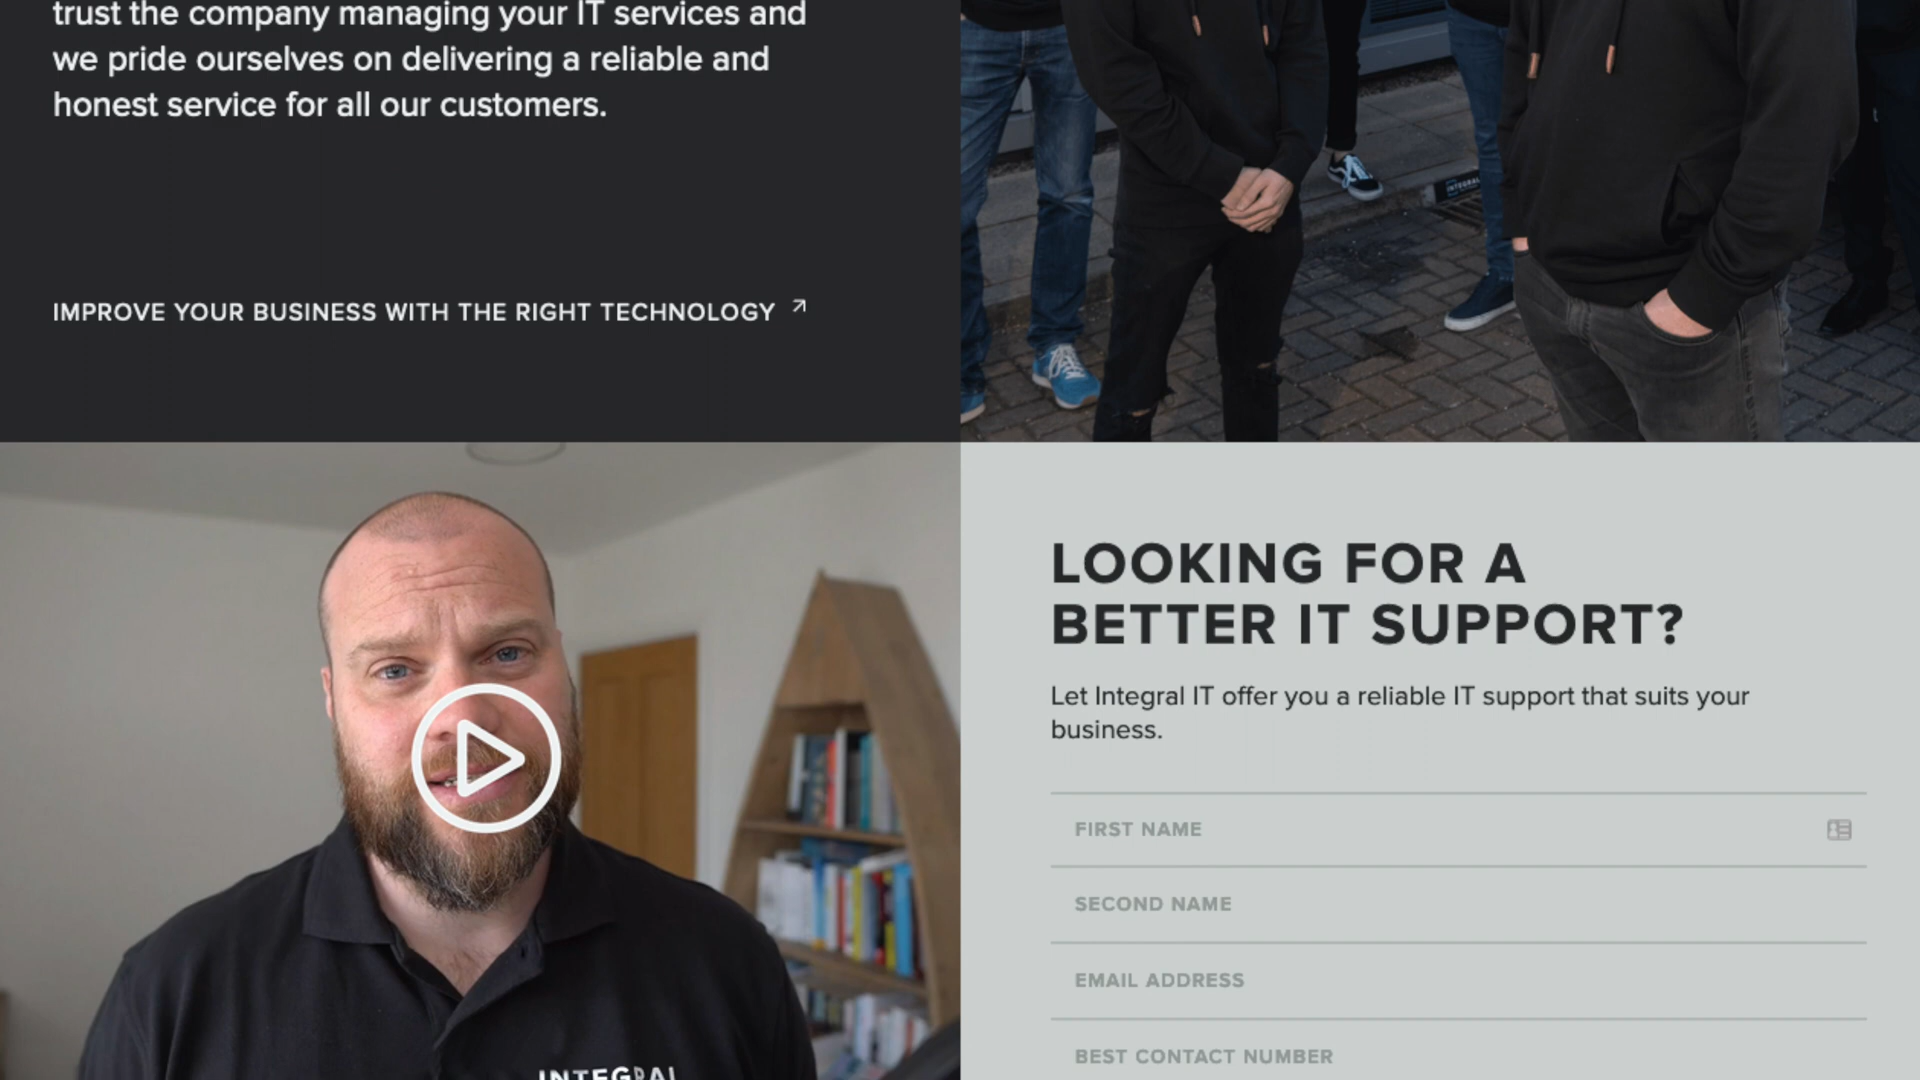 trust the company managing your IT services and
we pride ourselves on delivering a reliable and
honest service for all our customers.
IMPROVE YOUR BUSINESS WITH THE RIGHT TECHNOLOGY
INTEGRAL
INTEGRAL
LOOKING FOR A
BETTER IT SUPPORT?
Let Integral IT offer you a reliable IT support that suits your
business.
FIRST NAME
SECOND NAME
EMAIL ADDRESS
BEST CONTACT NUMBER